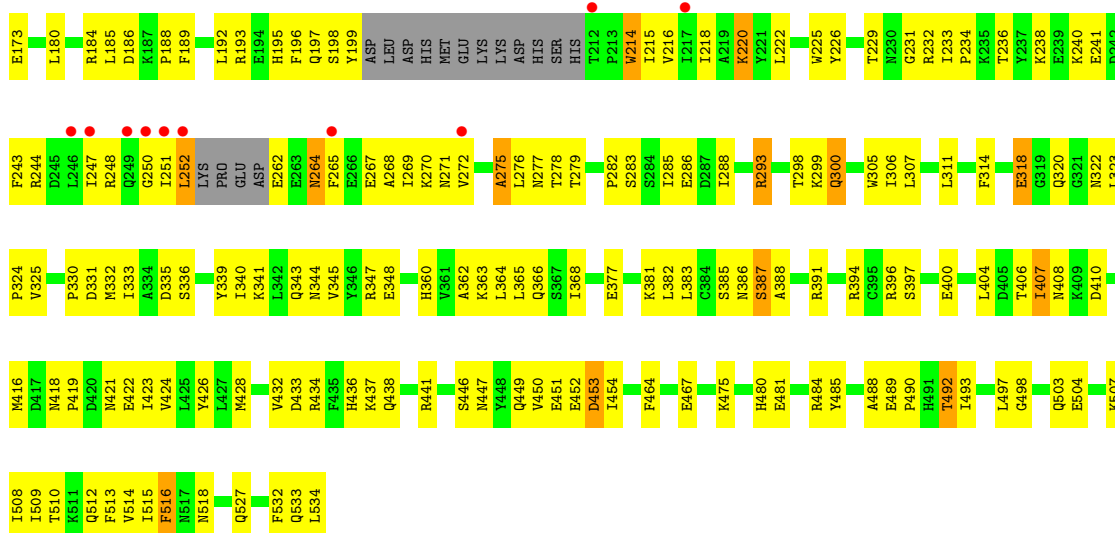 E173 L180 R184 L185 D186 K187 P188 F189 L192 R193 E194 H195 F196 Q197 S198 Y199 ASP LEU ASP HIS MET GLU LYS LYS ASP HIS SER HIS T212 P213 W214 I215 V216 I217 I218 A219 K220 Y221 L222 W225 Y226 T229 N230 G231 R232 I233 P234 K235 T236 Y237 K238 E239 K240 E241 D242
F243 R244 D245 L246 I247 R248 Q249 G250 I251 L252 LYS PRO GLU ASP E262 E263 N264 F265 E266 E267 A268 I269 K270 N271 V272 A275 L276 N277 T278 T279 P282 S283 S284 I285 E286 D287 I288 R293 T298 K299 Q300 W305 I306 L307 L311 F314 E318 G319 Q320 G321 N322 L323
P324 V325 P330 D331 M332 I333 A334 D335 S336 Y339 I340 K341 L342 Q343 N344 V345 Y346 R347 E348 H360 V361 A362 K363 L364 L365 Q366 S367 I368 E377 K381 L382 L383 C384 S385 N386 S387 A388 R391 R394 C395 R396 S397 E400 L404 D405 T406 I407 N408 K409 D410
M416 D417 N418 P419 D420 N421 E422 I423 V424 L425 Y426 L427 M428 V432 D433 R434 F435 H436 K437 Q438 R441 S446 N447 Y448 Q449 V450 E451 E452 D453 I454 F464 E467 K475 H480 E481 R484 Y485 A488 E489 P490 H491 T492 I493 L497 G498 Q503 E504 K507
I508 I509 T510 K511 Q512 F513 V514 I515 F516 N517 N518 Q527 F532 Q533 L534